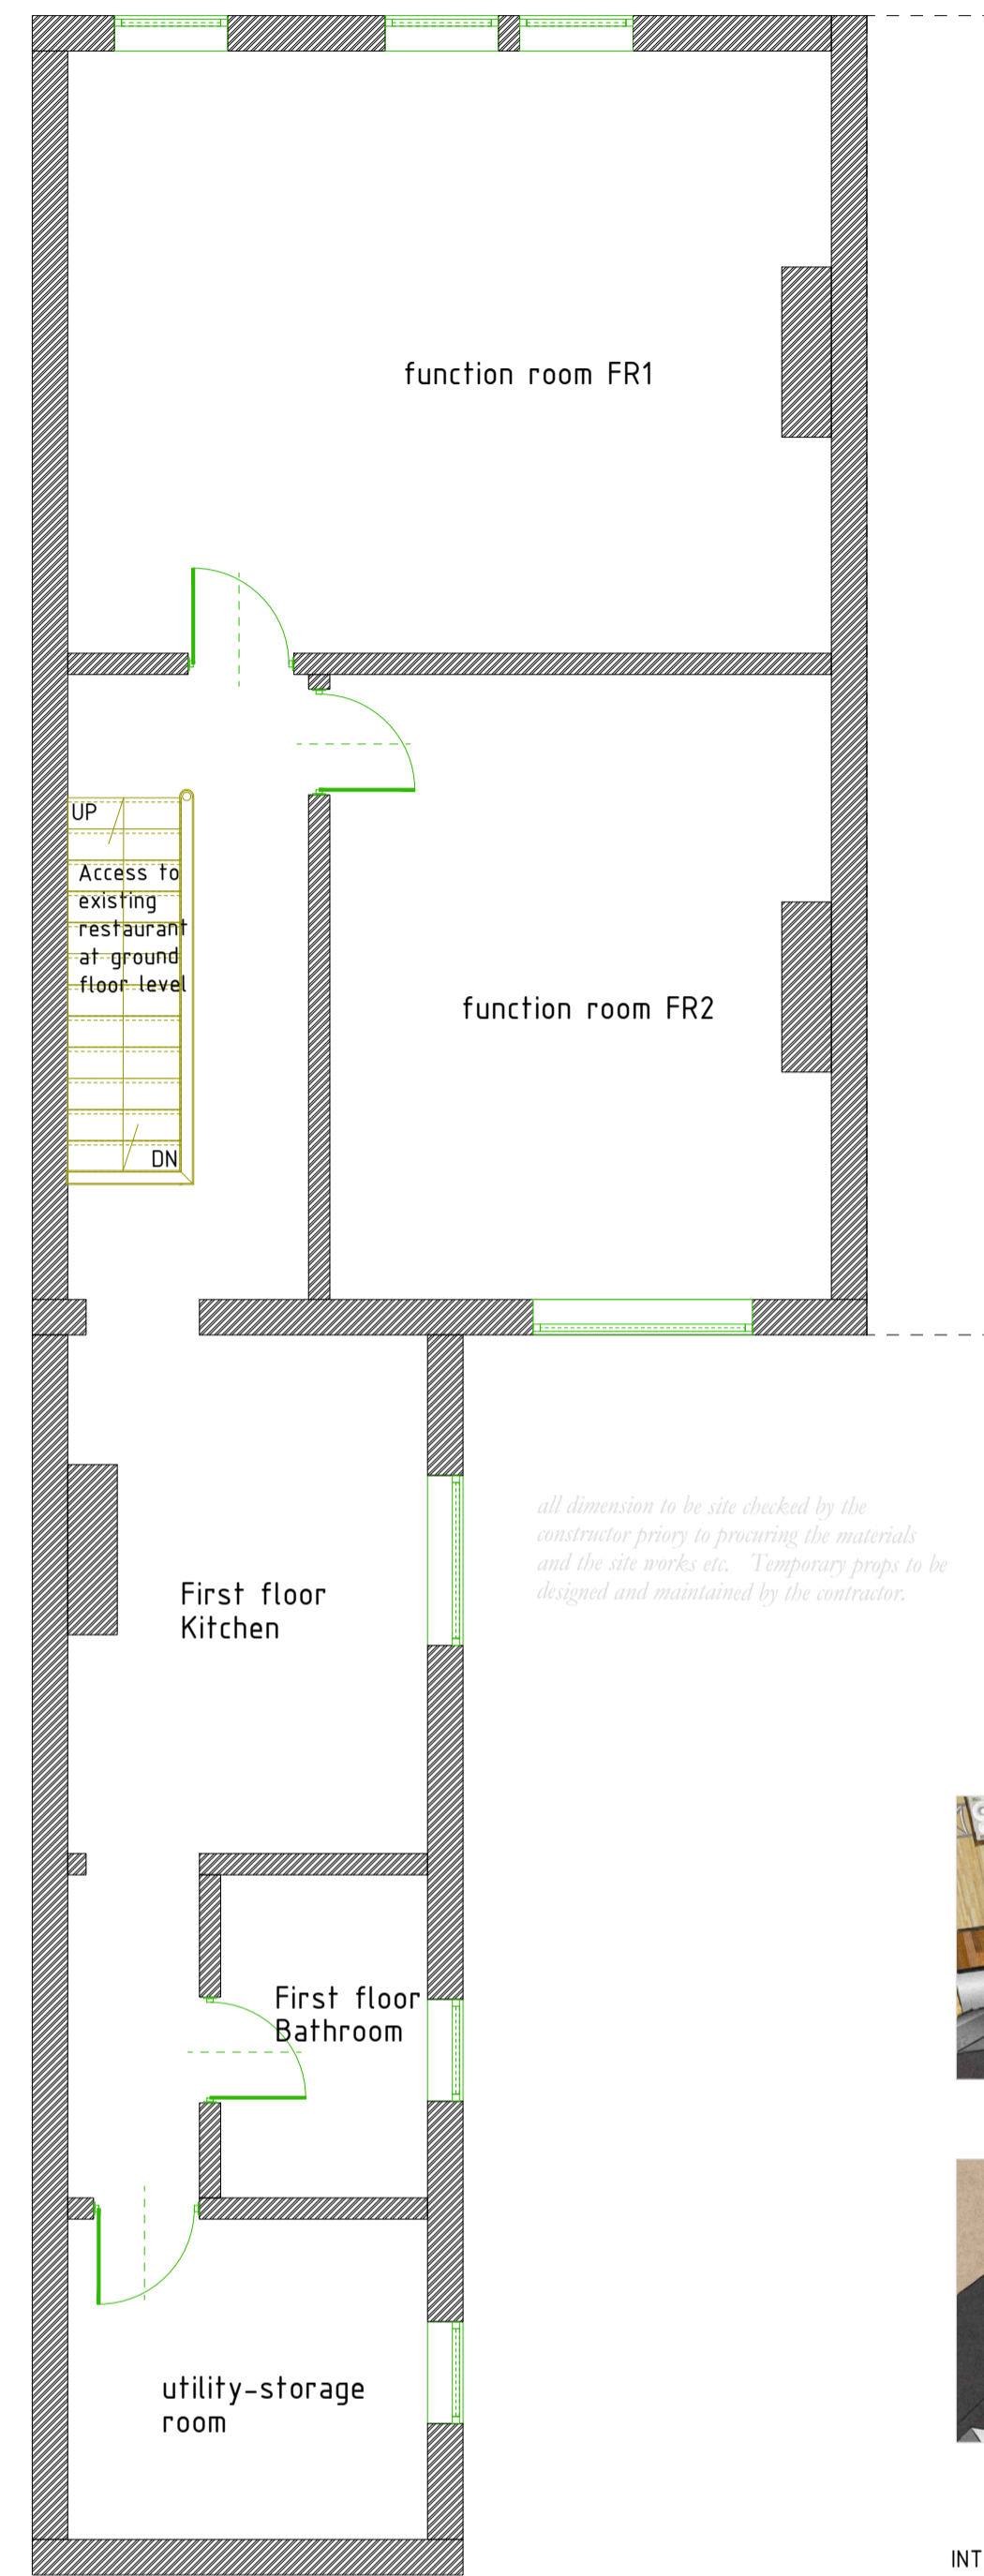 function room FR1
UP
Access to
existing
restaurant
at ground
floor level
DN
function room FR2
all dimension to be site checked by the
constructor priory to procuring the materials
and the site works etc. Temporary props to be
designed and maintained by the contractor.
First floor
Kitchen
First floor
Bathroom
utility-storage
room
INT